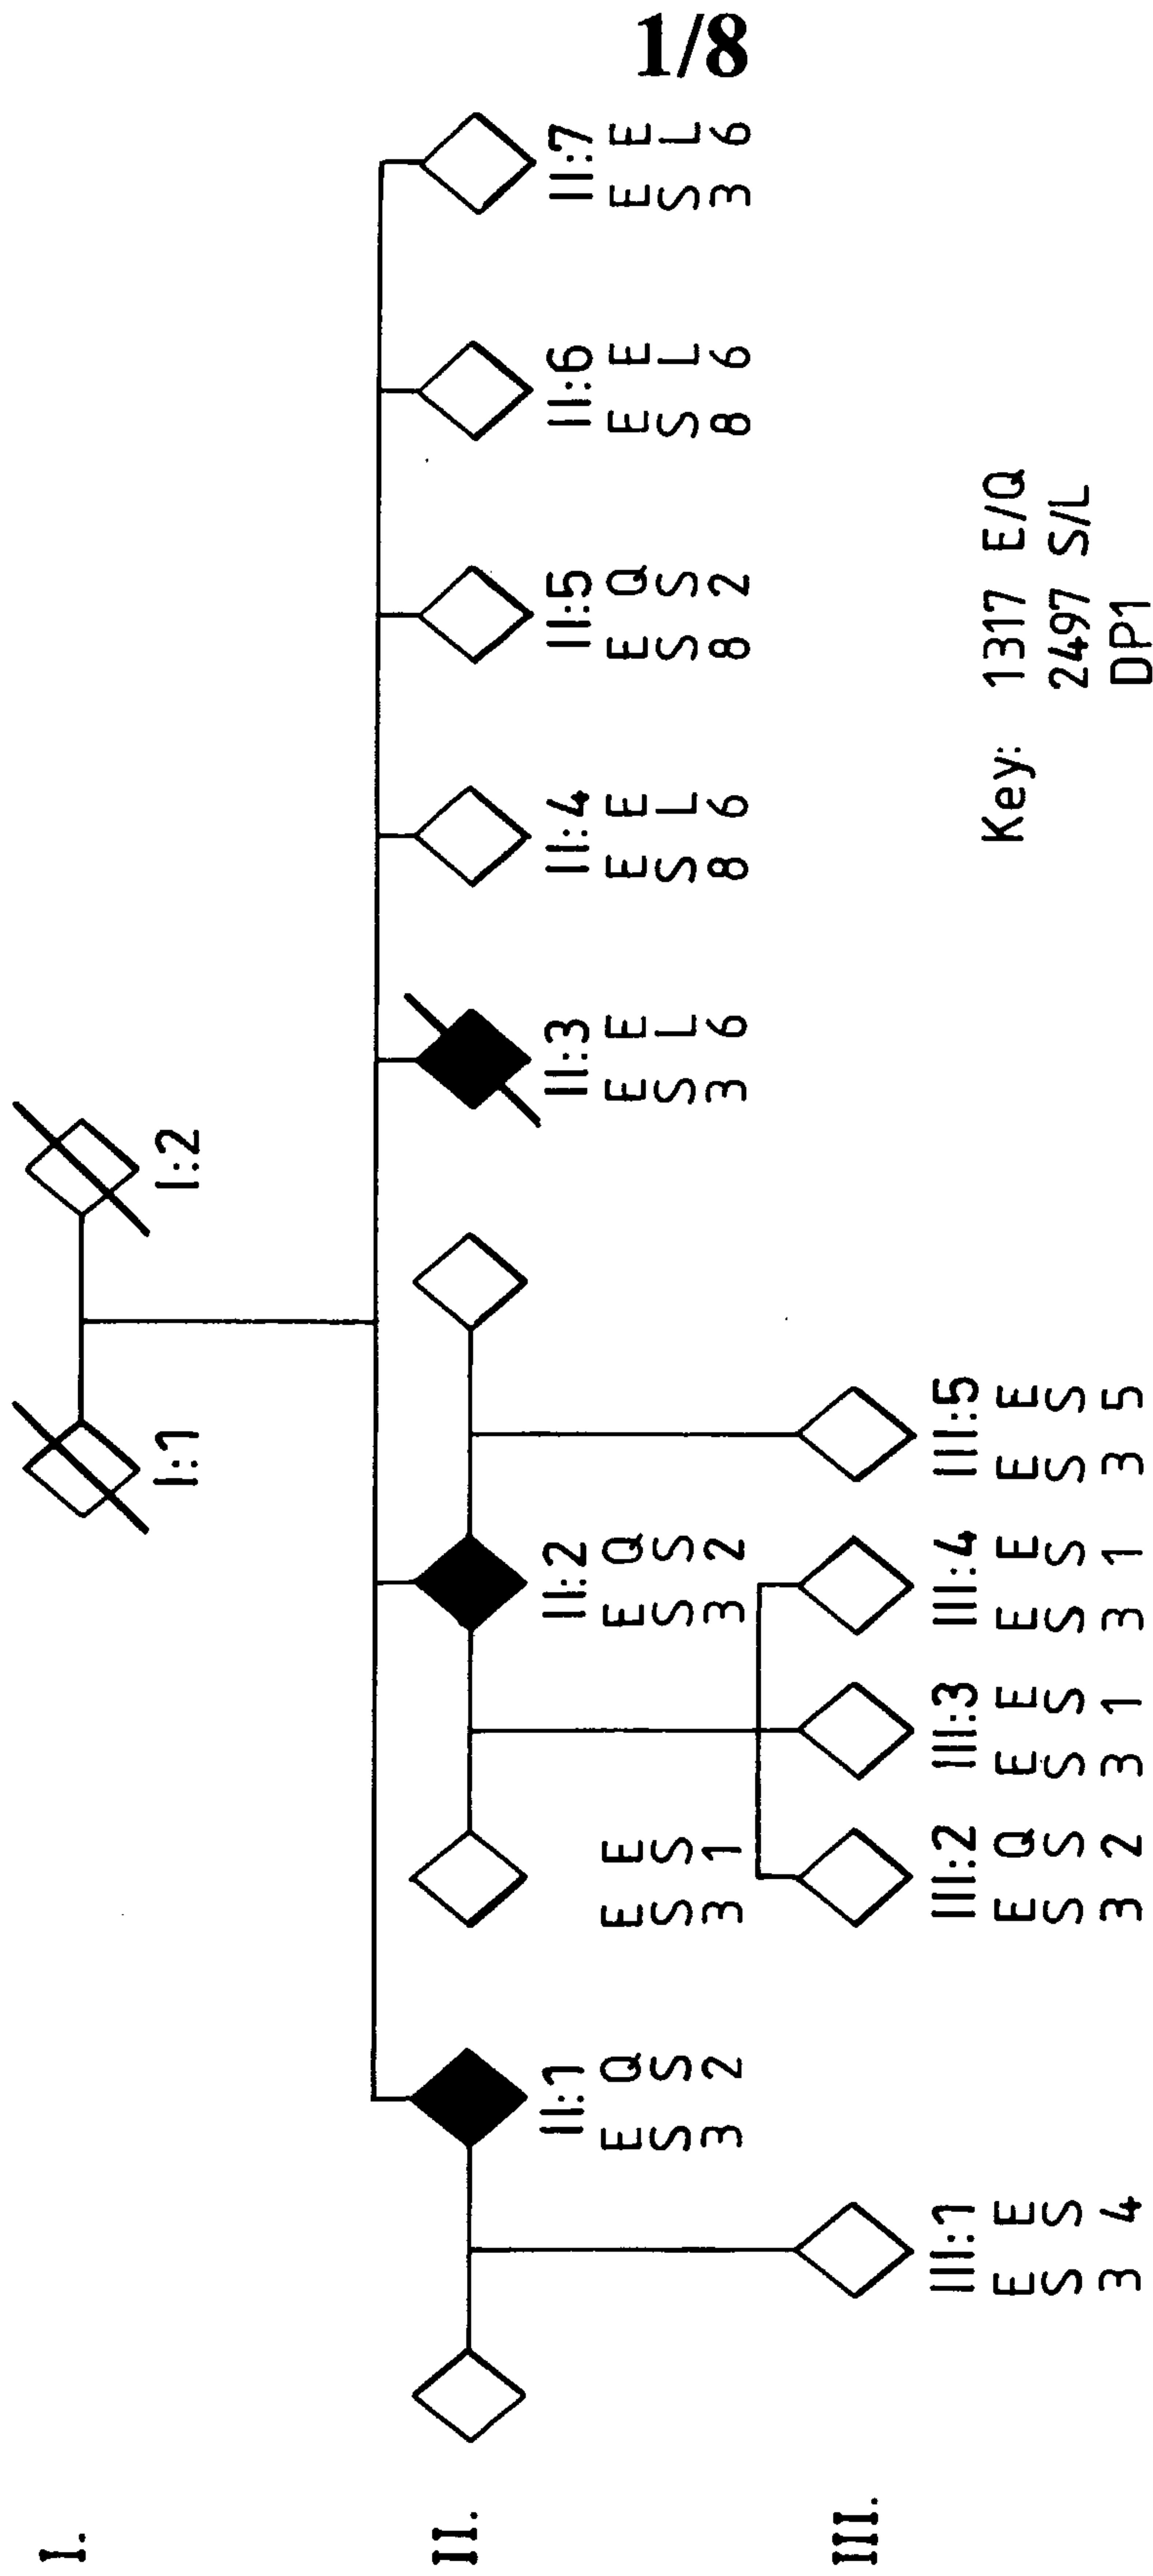 1/8
I.
I:1 I:2
II.
II:1 II:2 II:3 II:4 II:5 II:6 II:7
E Q E E E Q E E E E E Q E E E E
S S S S S S S L S L S S S L S L
3 2 3 1 3 2 3 6 8 6 8 2 8 6 3 6
III.
III:1 III:2 III:3 III:4 III:5
E E E Q E E E E E E
S S S S S S S S S S
3 4 3 2 3 1 3 1 3 5
Key: 1317 E/Q
2497 S/L
DP1